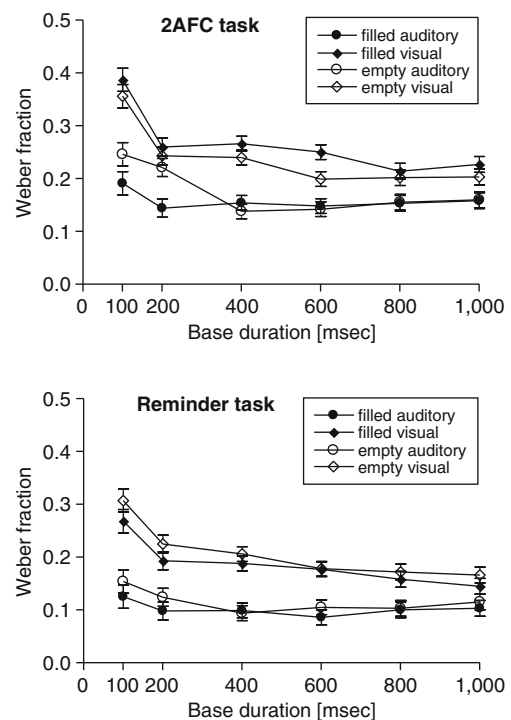 2AFC task
filled auditory
filled visual
empty auditory
empty visual
Weber fraction
0.5
0.4
0.3
0.2
0.1
0.0
0 100 200 400 600 800 1,000
Base duration [msec]
Reminder task
filled auditory
filled visual
empty auditory
empty visual
Weber fraction
0.5
0.4
0.3
0.2
0.1
0.0
0 100 200 400 600 800 1,000
Base duration [msec]